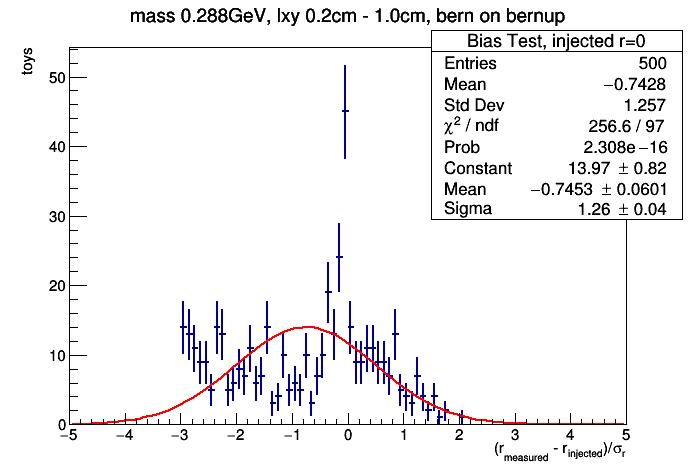 mass 0.288GeV, lxy 0.2cm - 1.0cm, bern on bernup
Bias Test, injected r=0
Entries 500
Mean −0.7428
Std Dev 1.257
χ² / ndf 256.6 / 97
Prob 2.308e−16
Constant 13.97 ± 0.82
Mean −0.7453 ± 0.0601
Sigma 1.26 ± 0.04
toys
50
40
30
20
10
0
−5 −4 −3 −2 −1 0 1 2 3 4 5
(r_measured - r_injected)/σ_r